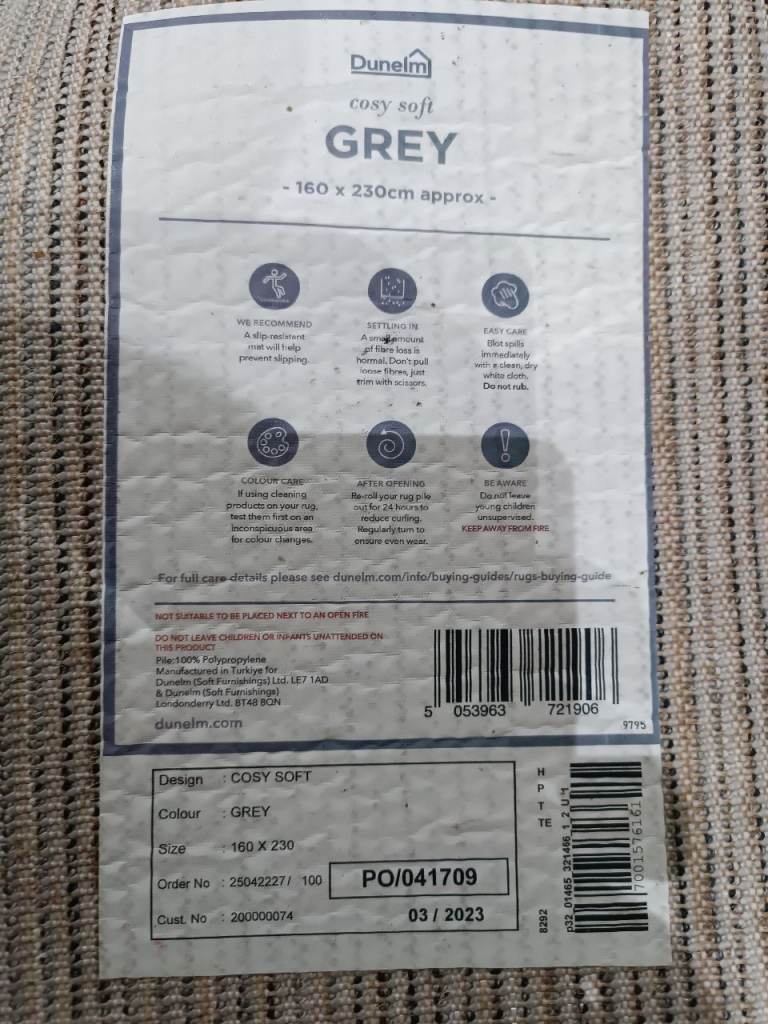 Dunelm
cosy soft
GREY
- 160 x 230cm approx -
WE RECOMMEND
A slip-resistant
mat will help
prevent slipping.
SETTLING IN
A small amount
of fibre loss is
normal. Don't pull
loose fibres, just
trim with scissors.
EASY CARE
Blot spills
immediately
with a clean, dry
white cloth.
Do not rub.
COLOUR CARE
If using cleaning
products on your rug,
test them first on an
inconspicuous area
for colour changes.
AFTER OPENING
Re-roll your rug pile
out for 24 hours to
reduce curling.
Regularly turn to
ensure even wear.
BE AWARE
Do not leave
young children
unsupervised.
KEEP AWAY FROM FIRE
For full care details please see dunelm.com/info/buying-guides/rugs-buying-guide
NOT SUITABLE TO BE PLACED NEXT TO AN OPEN FIRE
DO NOT LEAVE CHILDREN OR INFANTS UNATTENDED ON
THIS PRODUCT
Pile:100% Polypropylene
Manufactured in Turkiye for
Dunelm (Soft Furnishings) Ltd. LE7 1AD
& Dunelm (Soft Furnishings)
Londonderry Ltd. BT48 8QN
dunelm.com
5 053963 721906
9795
Design : COSY SOFT
Colour : GREY
Size : 160 X 230
Order No : 25042227/ 100
PO/041709
Cust. No : 200000074
03 / 2023
H
P
T
TE
8292
p32_01465 321466_1_2 U 1
7001576161